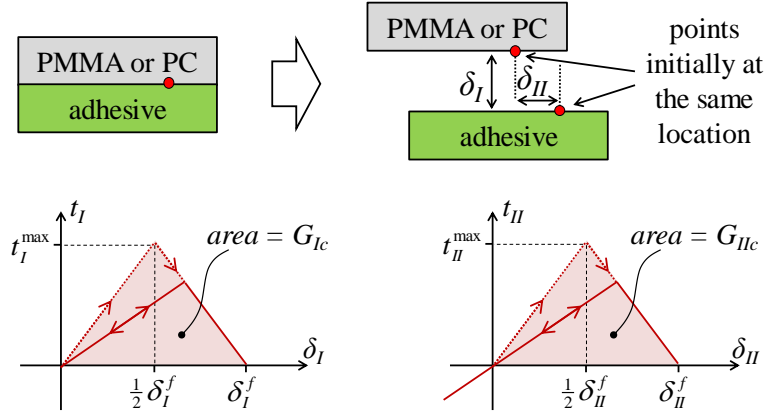 PMMA or PC
adhesive
δ_I
δ_II
PMMA or PC
adhesive
points
initially at
the same
location
t_I
t_I^max
area = G_Ic
δ_I
½ δ_I^f
δ_I^f
t_II
t_II^max
area = G_IIc
δ_II
½ δ_II^f
δ_II^f